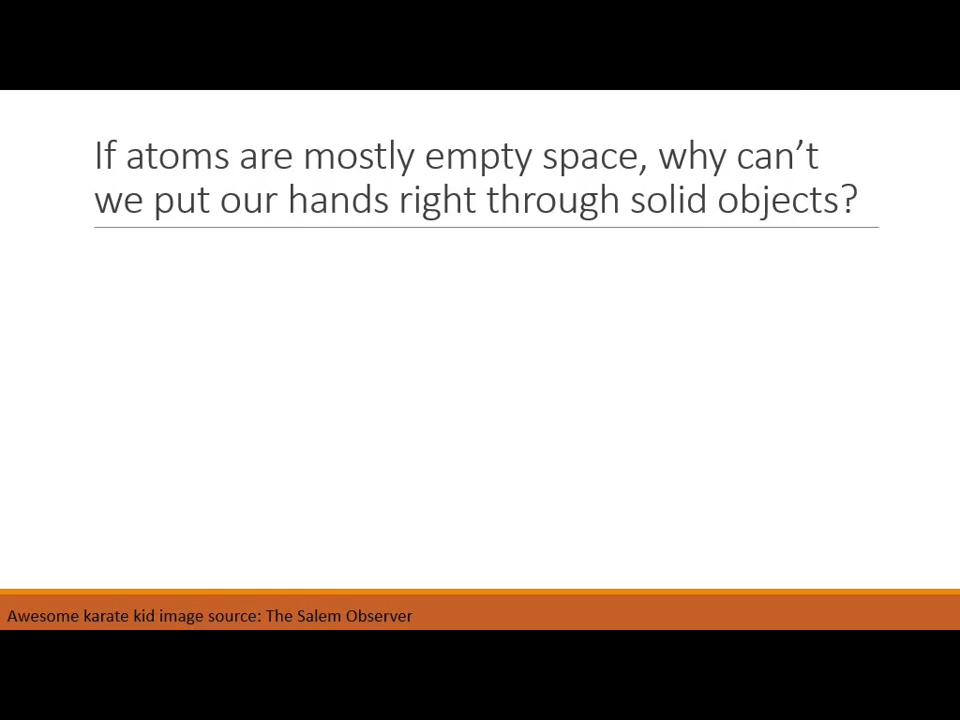 If atoms are mostly empty space, why can’t
we put our hands right through solid objects?
Awesome karate kid image source: The Salem Observer